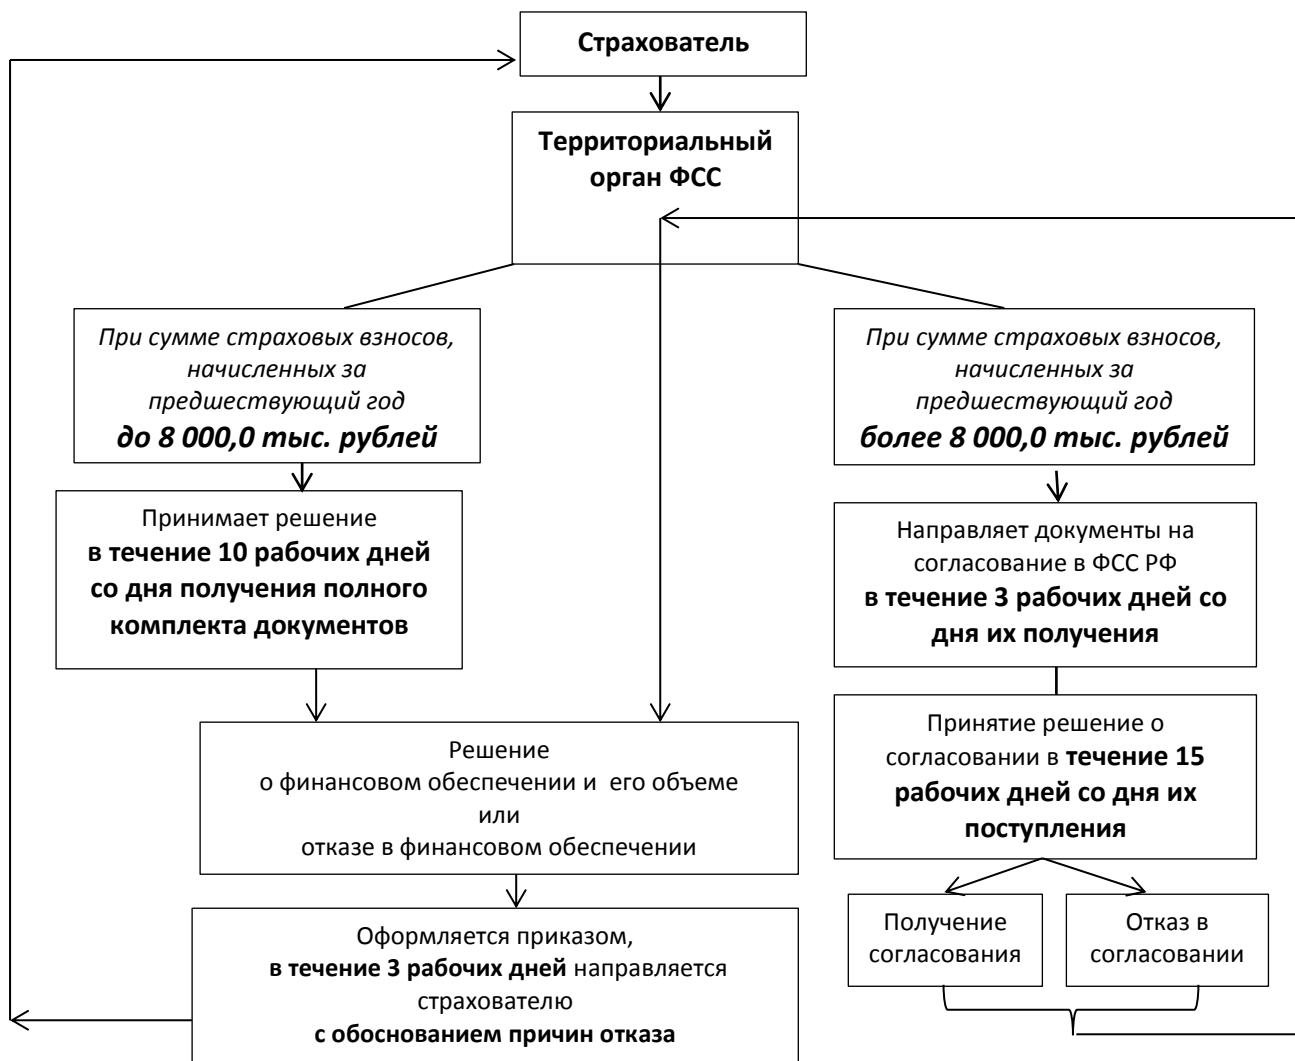 Страхователь
Территориальный
орган ФСС
При сумме страховых взносов,
начисленных за
предшествующий год
до 8 000,0 тыс. рублей
При сумме страховых взносов,
начисленных за
предшествующий год
более 8 000,0 тыс. рублей
Принимает решение
в течение 10 рабочих дней
со дня получения полного
комплекта документов
Направляет документы на
согласование в ФСС РФ
в течение 3 рабочих дней со
дня их получения
Решение
о финансовом обеспечении и его объеме
или
отказе в финансовом обеспечении
Принятие решение о
согласовании в течение 15
рабочих дней со дня их
поступления
Получение
согласования
Отказ в
согласовании
Оформляется приказом,
в течение 3 рабочих дней направляется
страхователю
с обоснованием причин отказа